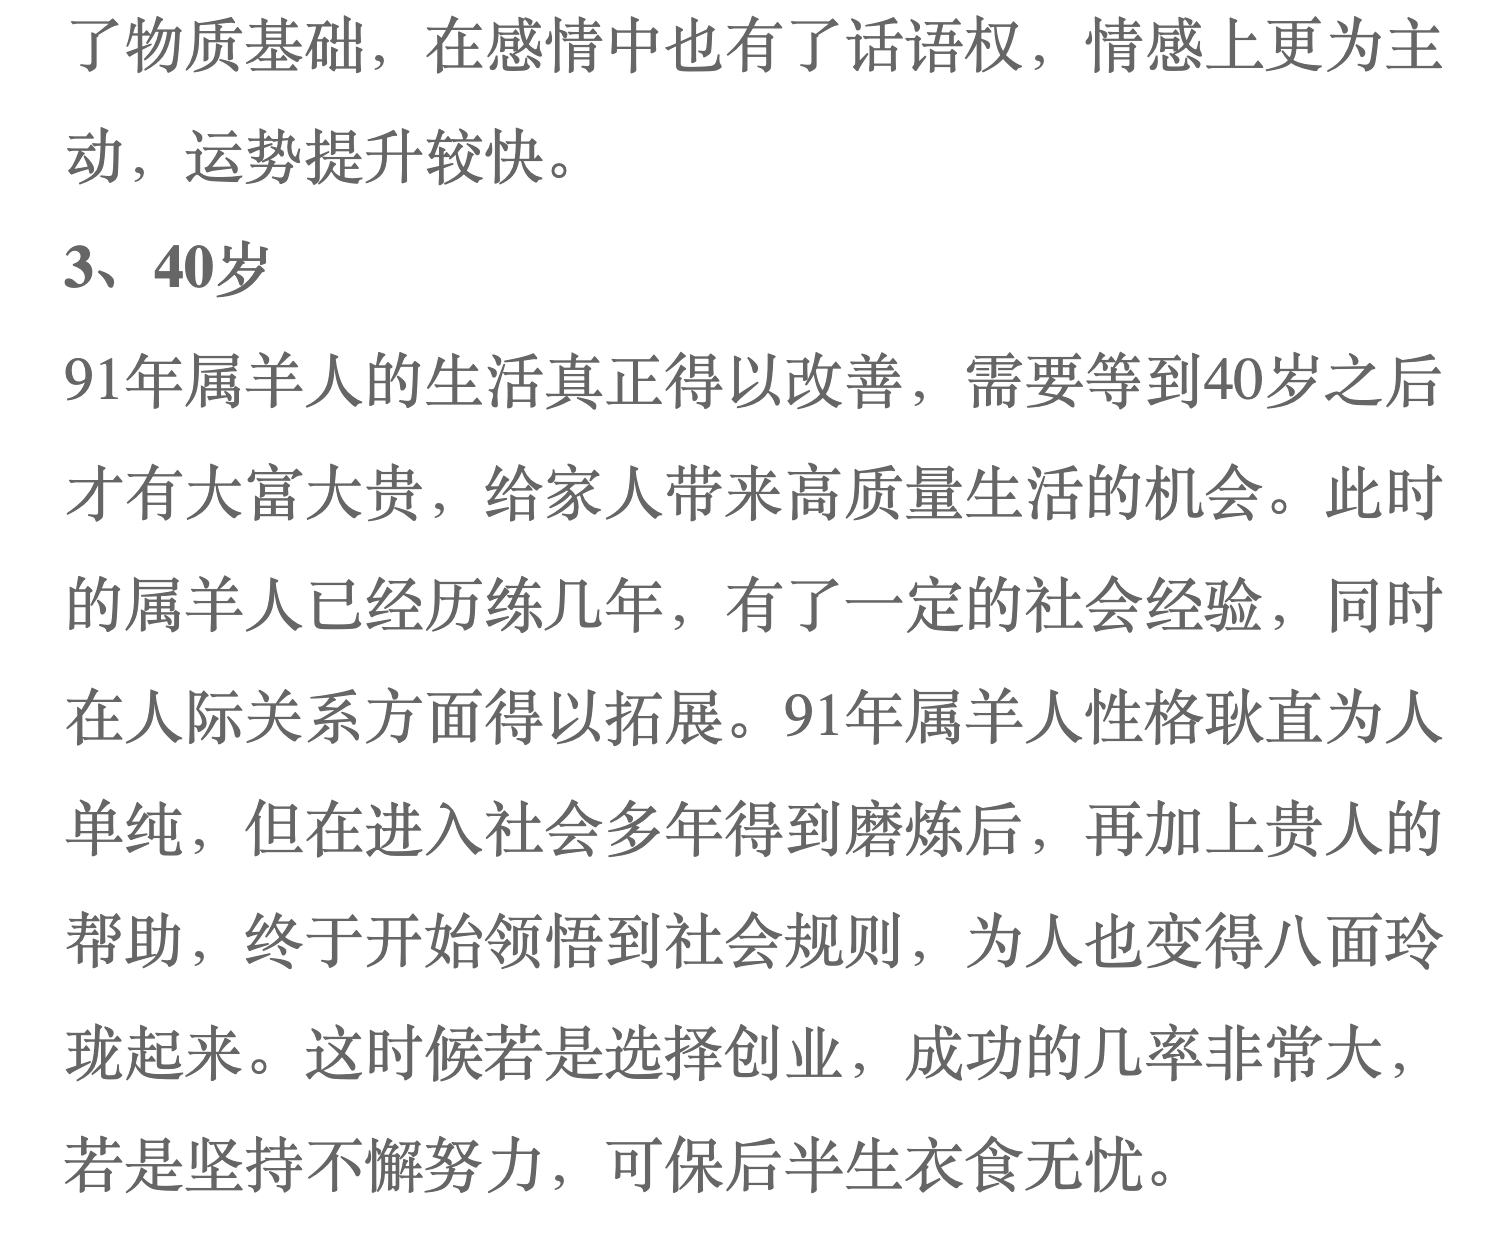 了物质基础，在感情中也有了话语权，情感上更为主
动，运势提升较快。
3、40岁
91年属羊人的生活真正得以改善，需要等到40岁之后
才有大富大贵，给家人带来高质量生活的机会。此时
的属羊人已经历练几年，有了一定的社会经验，同时
在人际关系方面得以拓展。91年属羊人性格耿直为人
单纯，但在进入社会多年得到磨炼后，再加上贵人的
帮助，终于开始领悟到社会规则，为人也变得八面玲
珑起来。这时候若是选择创业，成功的几率非常大，
若是坚持不懈努力，可保后半生衣食无忧。